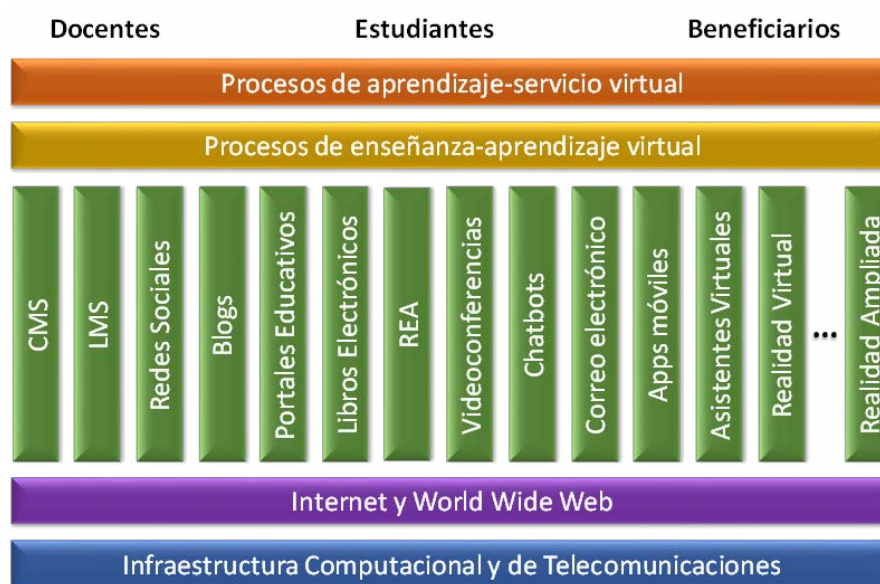 Docentes Estudiantes Beneficiarios
Procesos de aprendizaje-servicio virtual
Procesos de enseñanza-aprendizaje virtual
CMS
LMS
Redes Sociales
Blogs
Portales Educativos
Libros Electrónicos
REA
Videoconferencias
Chatbots
Correo electrónico
Apps móviles
Asistentes Virtuales
Realidad Virtual
...
Realidad Ampliada
Internet y World Wide Web
Infraestructura Computacional y de Telecomunicaciones